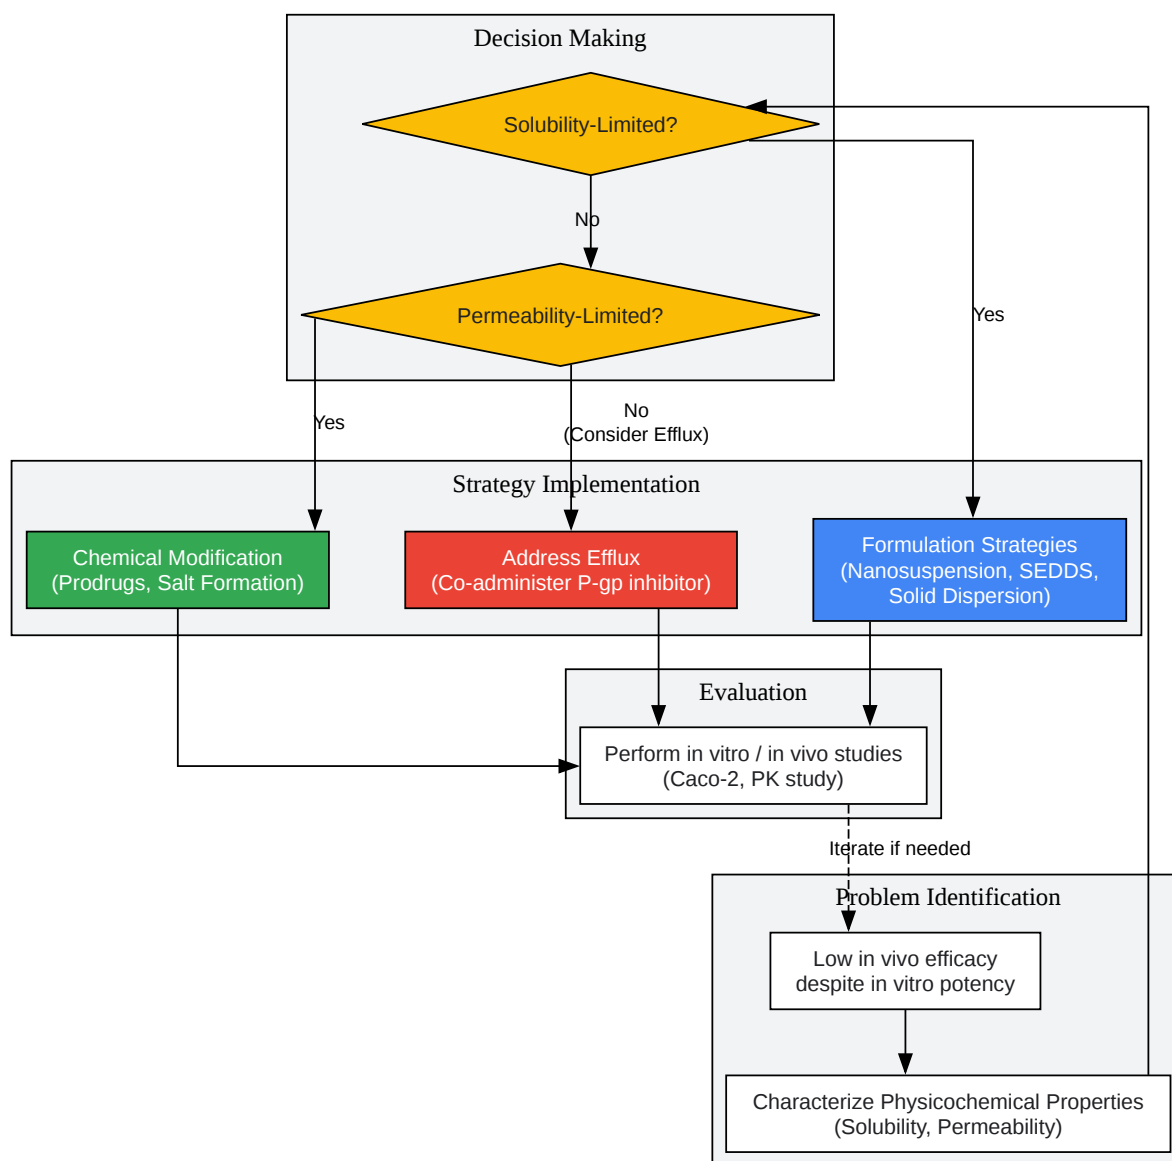 Decision Making
Solubility-Limited?
No
Permeability-Limited?
Yes
Yes
No
(Consider Efflux)
Strategy Implementation
Chemical Modification
(Prodrugs, Salt Formation)
Address Efflux
(Co-administer P-gp inhibitor)
Formulation Strategies
(Nanosuspension, SEDDS,
Solid Dispersion)
Evaluation
Perform in vitro / in vivo studies
(Caco-2, PK study)
Iterate if needed
Problem Identification
Low in vivo efficacy
despite in vitro potency
Characterize Physicochemical Properties
(Solubility, Permeability)